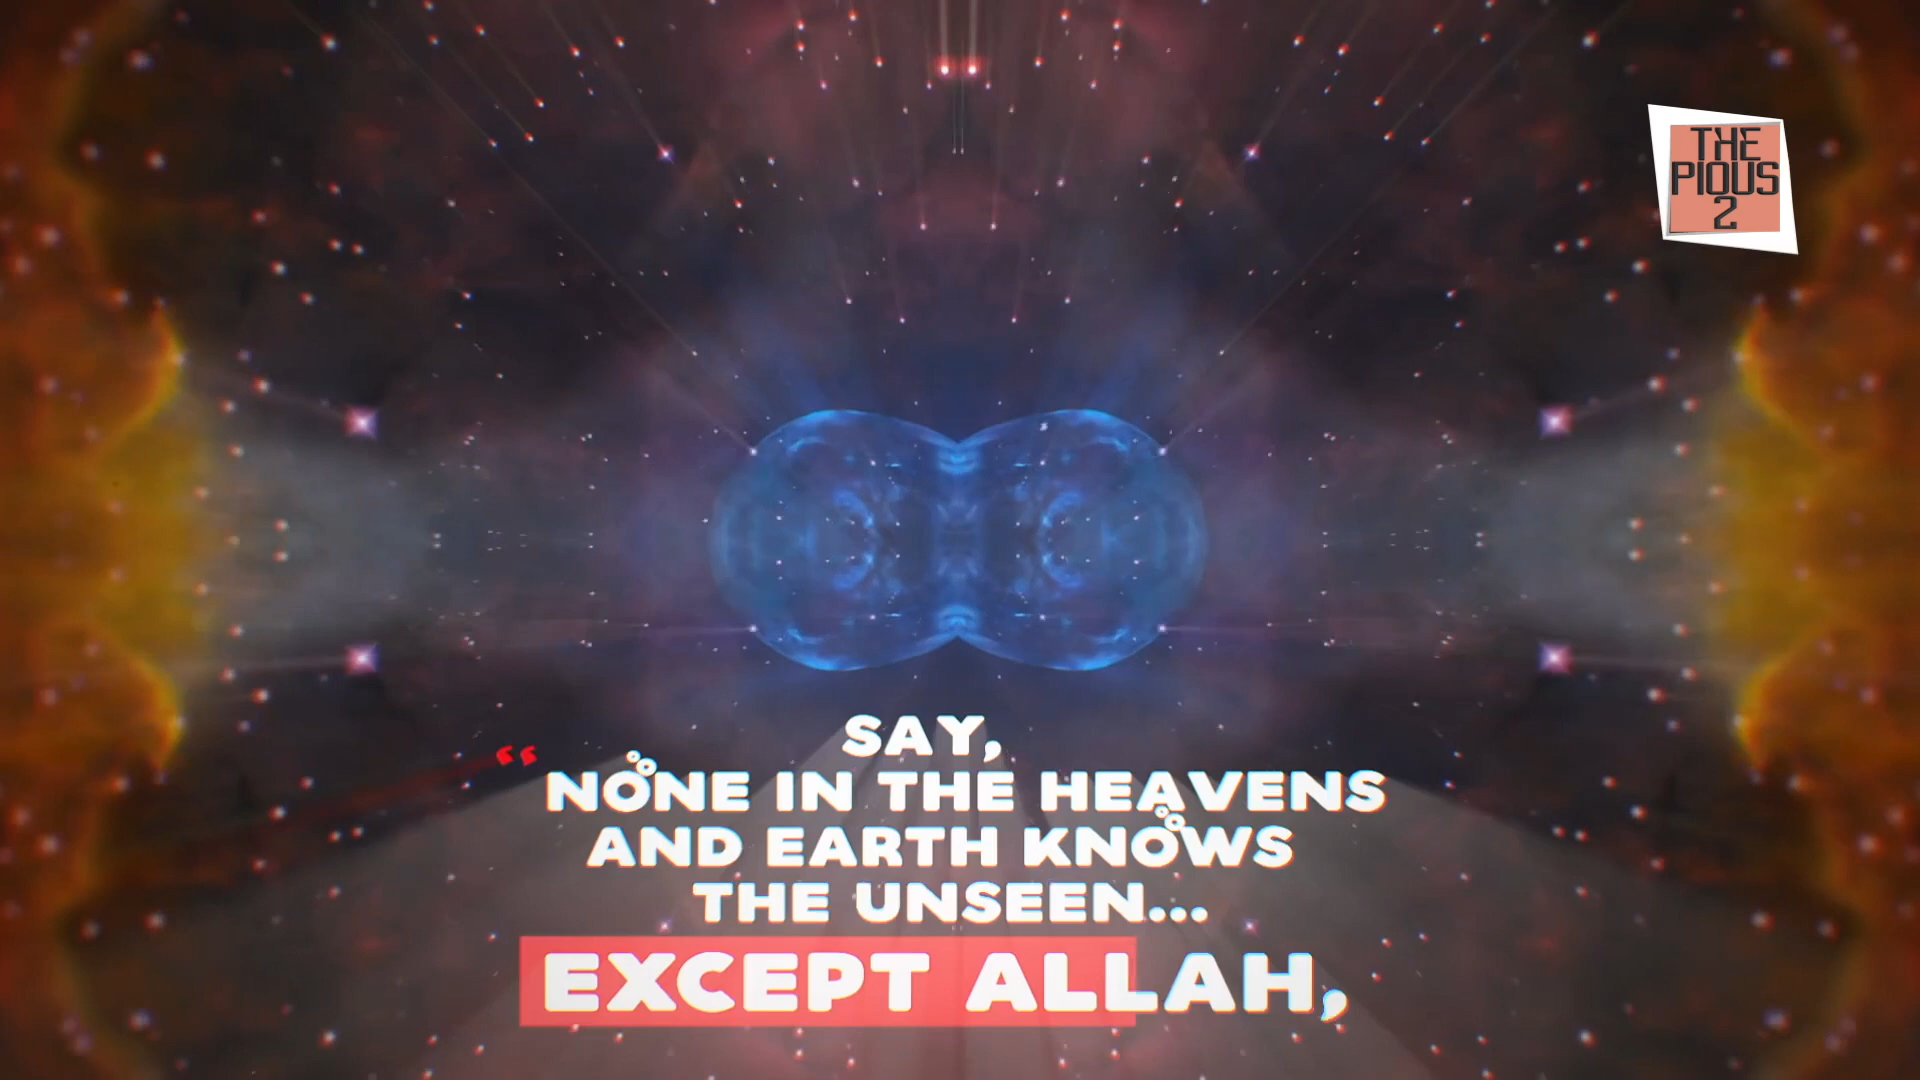 THE
PIOUS
2
SAY,
“NONE IN THE HEAVENS
AND EARTH KNOWS
THE UNSEEN...
EXCEPT ALLAH,